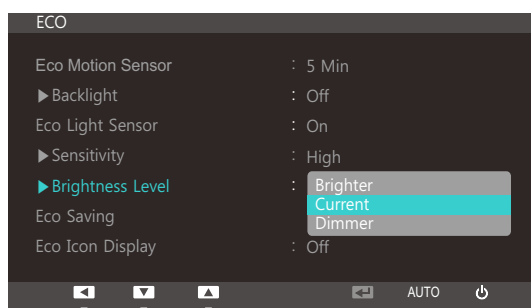 ECO
Eco Motion Sensor : 5 Min
▶Backlight : Off
Eco Light Sensor : On
▶Sensitivity : High
▶Brightness Level : Brighter
Current
Dimmer
Eco Saving
Eco Icon Display : Off
AUTO